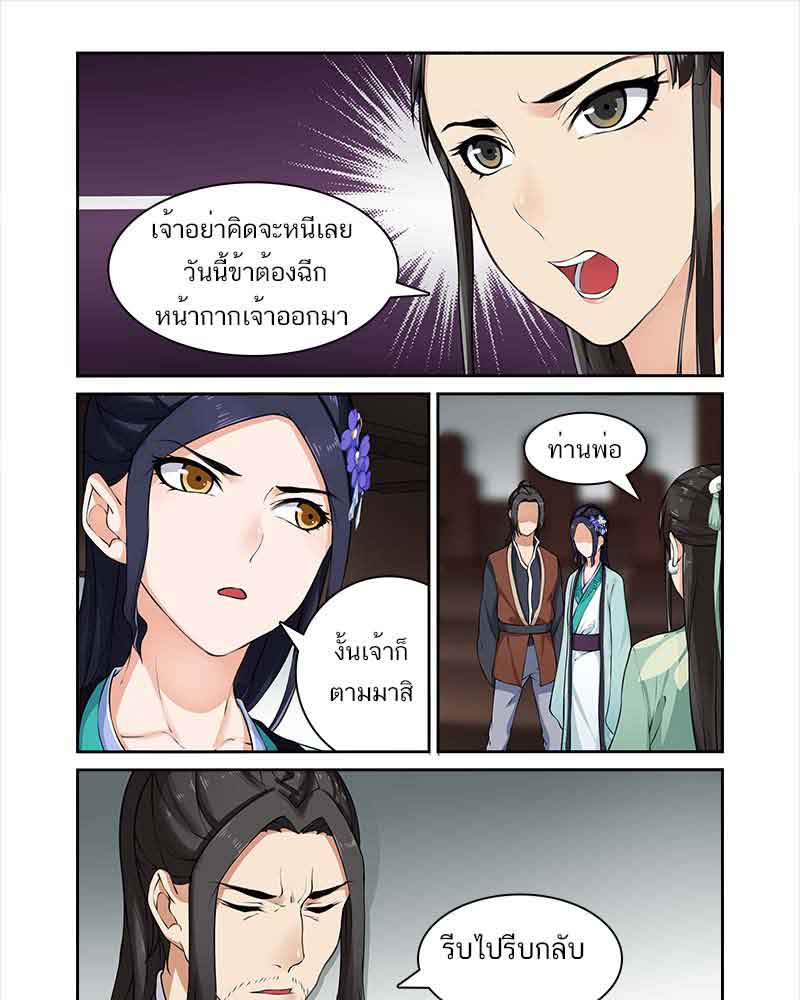 เจ้าอย่าคิดจะหนีเลย
วันนี้ข้าต้องฉีก
หน้ากากเจ้าออกมา
งั้นเจ้าก็
ตามมาสิ
ท่านพ่อ
รีบไปรีบกลับ